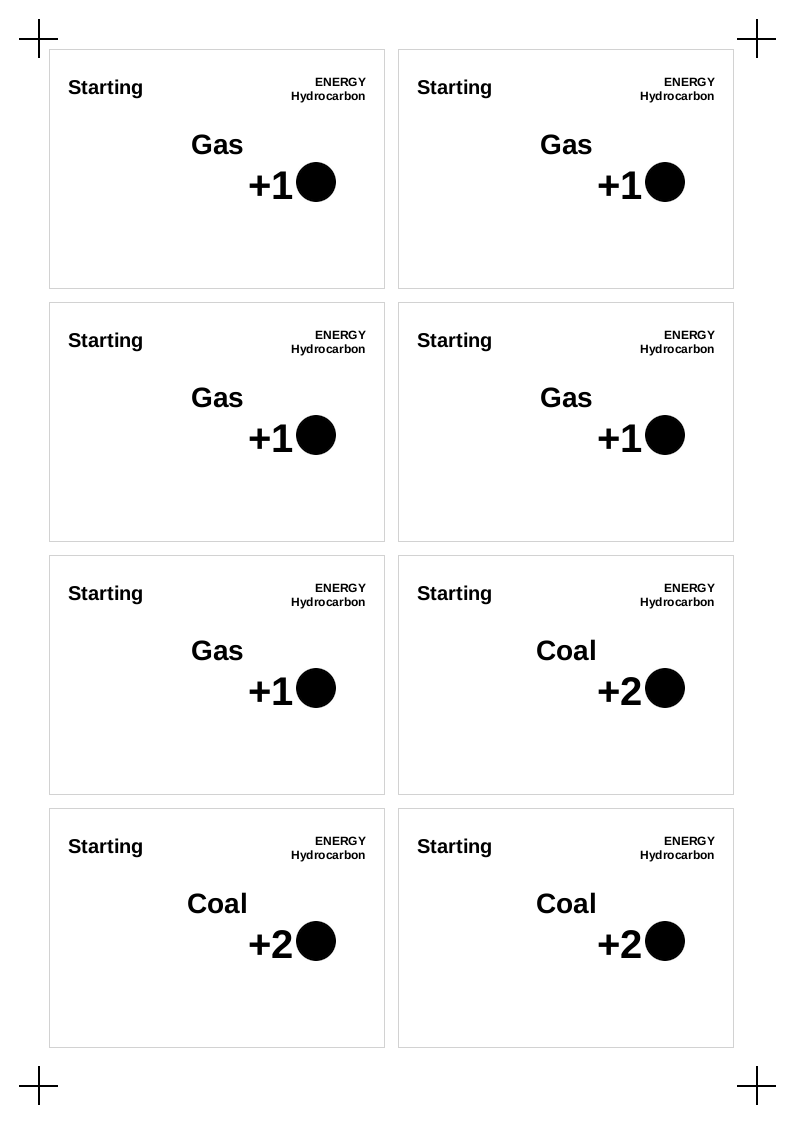 Starting
ENERGY
Hydrocarbon
Gas
+1
Starting
ENERGY
Hydrocarbon
Gas
+1
Starting
ENERGY
Hydrocarbon
Gas
+1
Starting
ENERGY
Hydrocarbon
Gas
+1
Starting
ENERGY
Hydrocarbon
Gas
+1
Starting
ENERGY
Hydrocarbon
Coal
+2
Starting
ENERGY
Hydrocarbon
Coal
+2
Starting
ENERGY
Hydrocarbon
Coal
+2